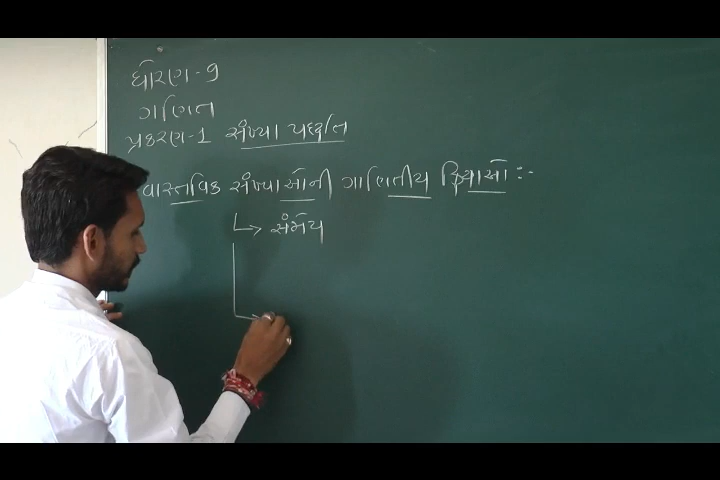 ધોરણ-9
ગણિત
પ્રકરણ-1 સંખ્યા પદ્ધતિ
વાસ્તવિક સંખ્યાઓની ગાણિતીય ક્રિયાઓ :-
સંમેય